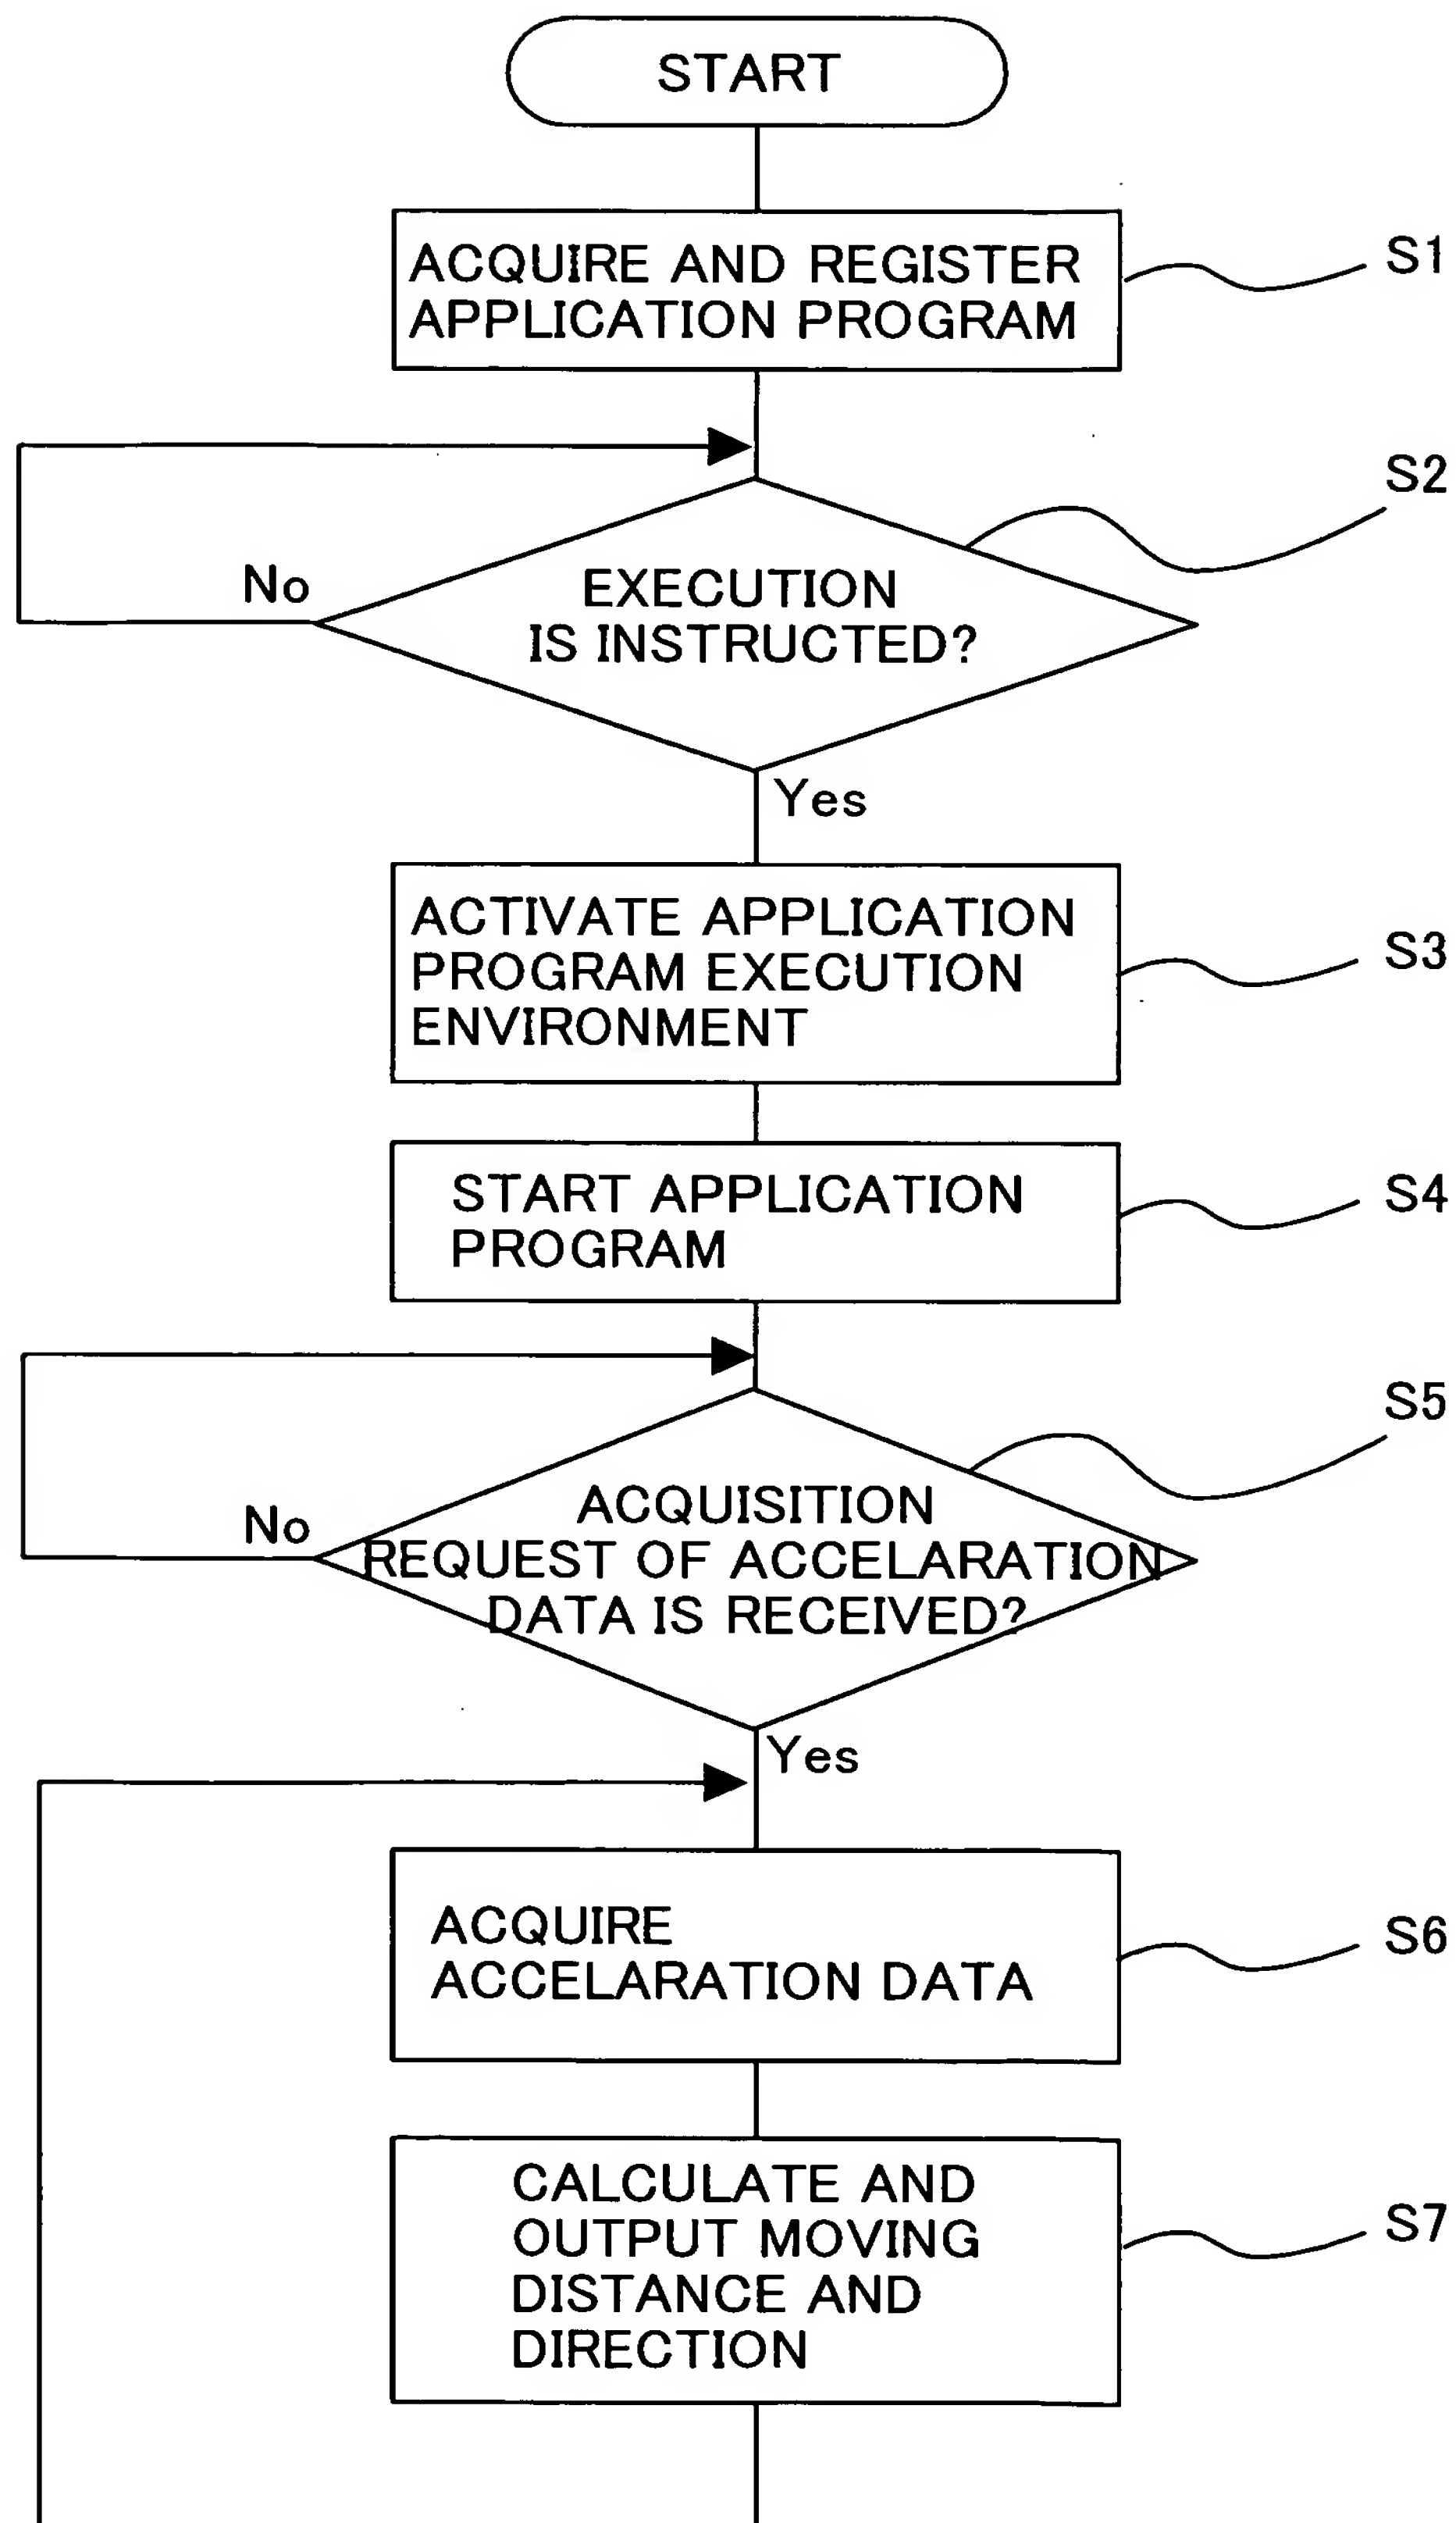 START
ACQUIRE AND REGISTER
APPLICATION PROGRAM
S1
S2
No
EXECUTION
IS INSTRUCTED?
Yes
ACTIVATE APPLICATION
PROGRAM EXECUTION
ENVIRONMENT
S3
START APPLICATION
PROGRAM
S4
S5
No
ACQUISITION
REQUEST OF ACCELARATION
DATA IS RECEIVED?
Yes
ACQUIRE
ACCELARATION DATA
S6
CALCULATE AND
OUTPUT MOVING
DISTANCE AND
DIRECTION
S7